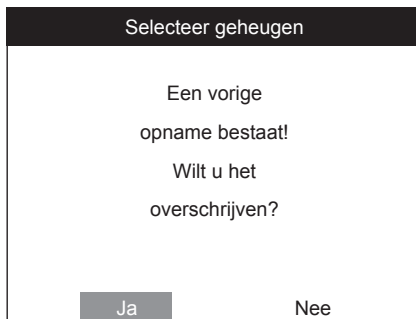 Selecteer geheugen
Een vorige
opname bestaat!
Wilt u het
overschrijven?
Ja Nee